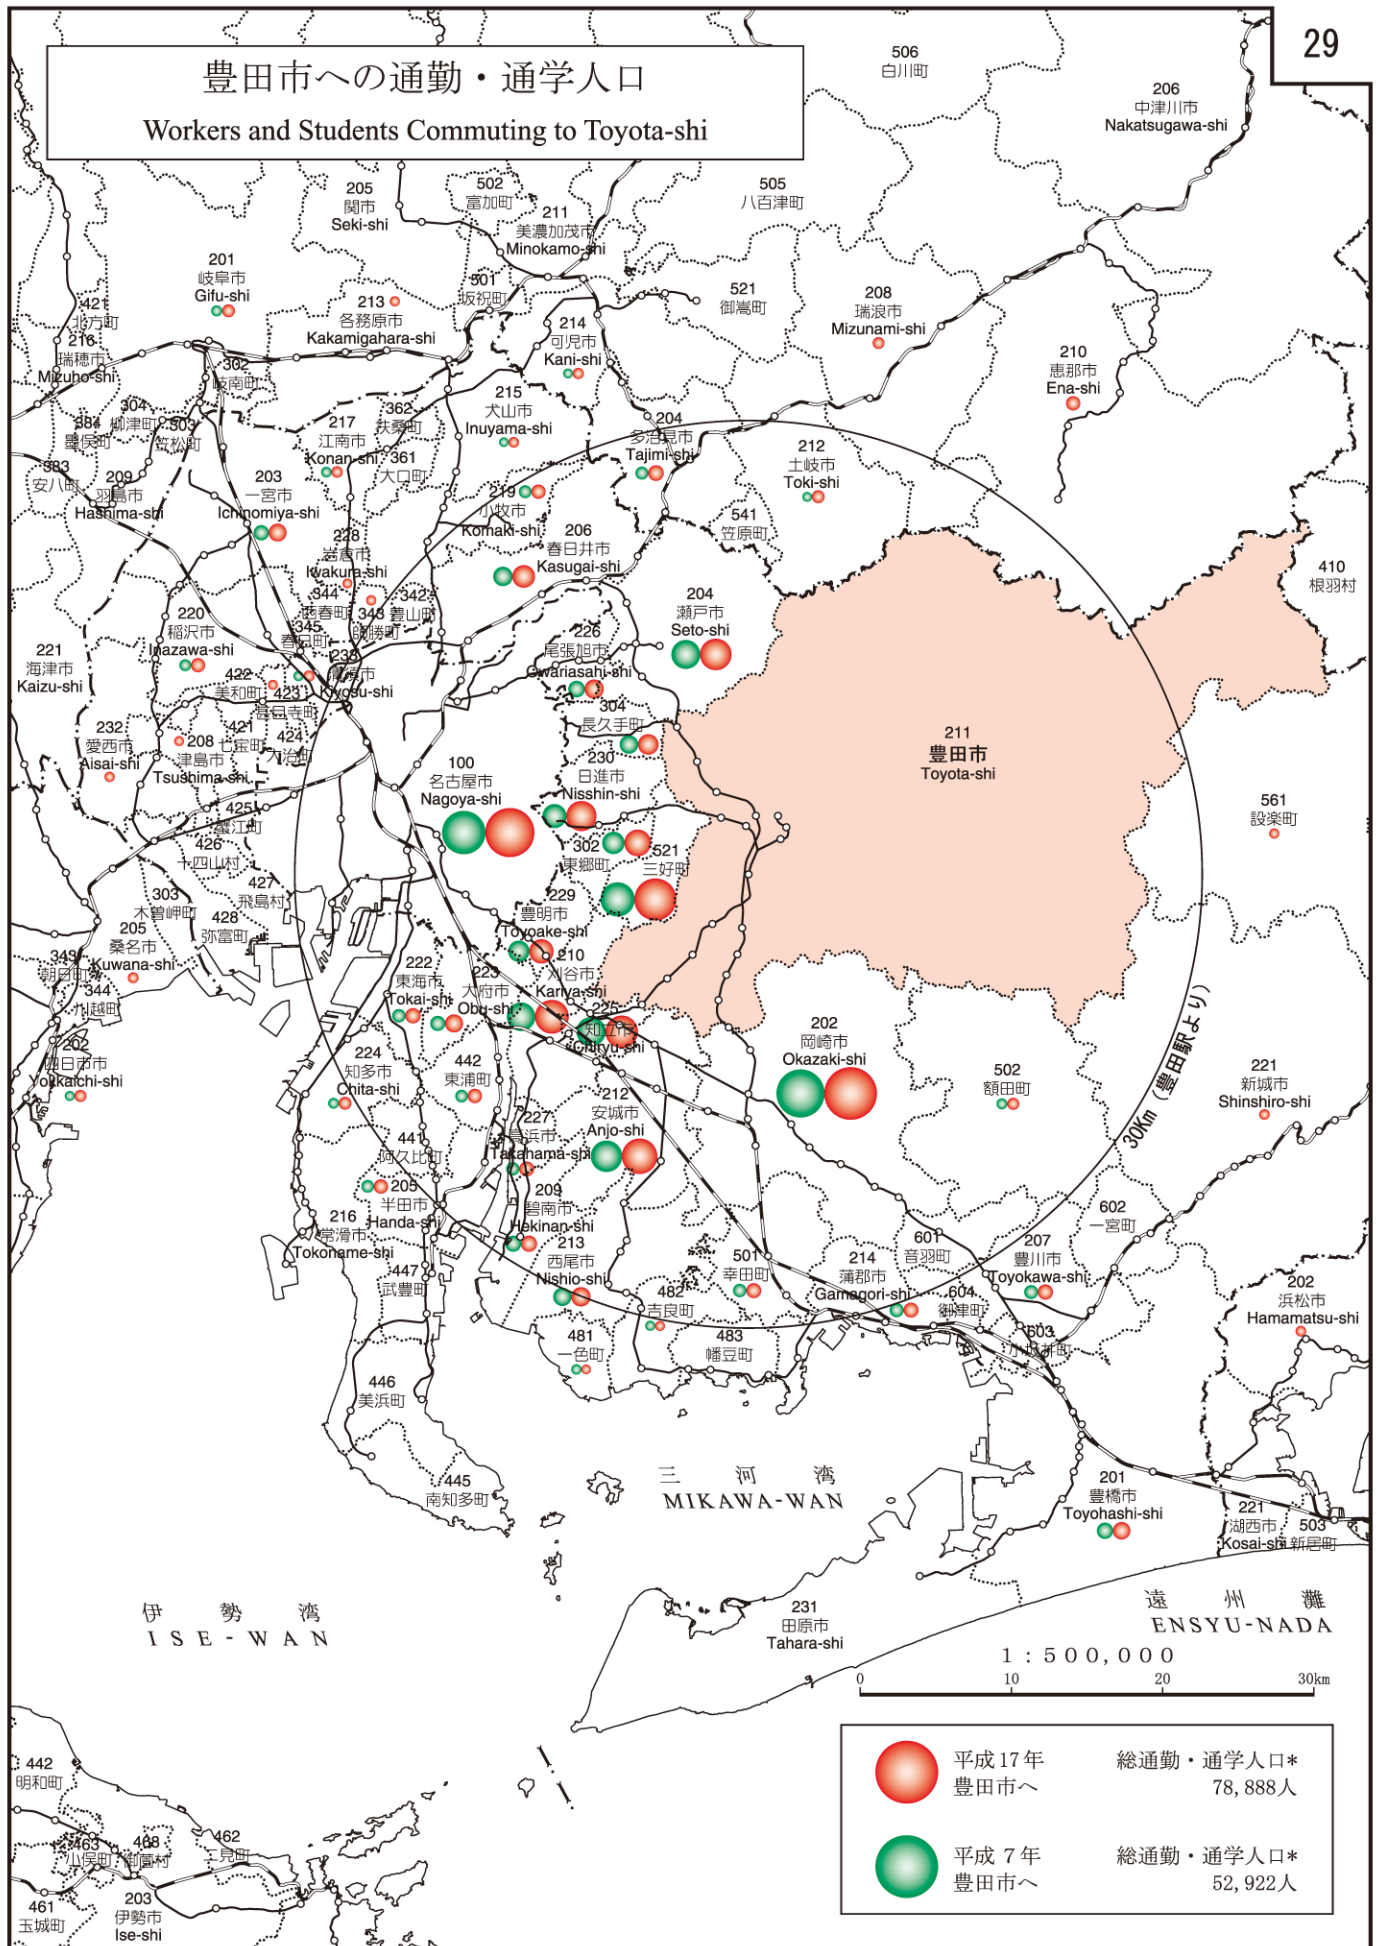 29
豊田市への通勤・通学人口
Workers and Students Commuting to Toyota-shi
506
白川町
206
中津川市
Nakatsugawa-shi
205
関市
Seki-shi
502
富加町
505
八百津町
211
美濃加茂市
Minokamo-shi
201
岐阜市
Gifu-shi
501
坂祝町
521
御嵩町
208
瑞浪市
Mizunami-shi
421
北方町
213
各務原市
Kakamigahara-shi
214
可児市
Kani-shi
216
瑞穂市
Mizuho-shi
302
岐南町
210
恵那市
Ena-shi
215
犬山市
Inuyama-shi
304
柳津町
303
笠松町
384
墨俣町
362
扶桑町
217
江南市
Konan-shi
361
大口町
204
多治見市
Tajimi-shi
212
土岐市
Toki-shi
383
安八町
209
羽島市
Hashima-shi
203
一宮市
Ichinomiya-shi
219
小牧市
Komaki-shi
541
笠原町
206
春日井市
Kasugai-shi
228
岩倉市
Iwakura-shi
410
根羽村
344
西春町
343
師勝町
342
豊山町
204
瀬戸市
Seto-shi
220
稲沢市
Inazawa-shi
345
春日町
226
尾張旭市
Owariasahi-shi
221
海津市
Kaizu-shi
233
清須市
Kiyosu-shi
422
美和町
423
甚目寺町
304
長久手町
232
愛西市
Aisai-shi
208
津島市
Tsushima-shi
421
七宝町
424
大治町
211
豊田市
Toyota-shi
100
名古屋市
Nagoya-shi
230
日進市
Nisshin-shi
425
蟹江町
561
設楽町
426
十四山村
302
東郷町
521
三好町
427
飛島村
303
木曽岬町
428
弥富町
229
豊明市
Toyoake-shi
205
桑名市
Kuwana-shi
343
朝日町
344
川越町
222
東海市
Tokai-shi
223
大府市
Obu-shi
210
刈谷市
Kariya-shi
225
知立市
Chiryu-shi
202
岡崎市
Okazaki-shi
30Km (豊田駅より)
202
四日市市
Yokkaichi-shi
224
知多市
Chita-shi
442
東浦町
502
額田町
221
新城市
Shinshiro-shi
212
安城市
Anjo-shi
227
高浜市
Takahama-shi
441
阿久比町
205
半田市
Handa-shi
209
碧南市
Hekinan-shi
216
常滑市
Tokoname-shi
602
一宮町
601
音羽町
207
豊川市
Toyokawa-shi
213
西尾市
Nishio-shi
501
幸田町
214
蒲郡市
Gamagori-shi
447
武豊町
482
吉良町
604
御津町
202
浜松市
Hamamatsu-shi
481
一色町
483
幡豆町
603
小坂井町
446
美浜町
445
南知多町
三河湾
MIKAWA-WAN
201
豊橋市
Toyohashi-shi
221
湖西市
Kosai-shi
503
新居町
伊勢湾
ISE-WAN
231
田原市
Tahara-shi
遠州灘
ENSYU-NADA
1:500,000
0 10 20 30km
442
明和町
463
小俣町
468
御薗村
462
二見町
461
玉城町
203
伊勢市
Ise-shi
平成17年 総通勤・通学人口*
豊田市へ 78,888人
平成 7年 総通勤・通学人口*
豊田市へ 52,922人